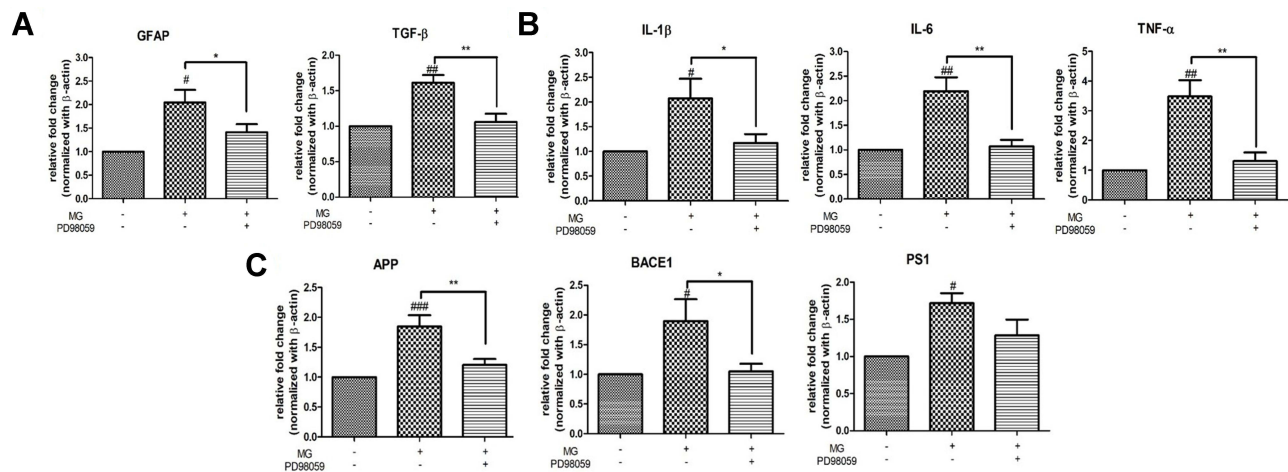 A
GFAP
relative fold change
(normalized with β-actin)
3.0
2.5
2.0
1.5
1.0
0.5
0.0
#
*
MG - + +
PD98059 - - +
TGF-β
relative fold change
(normalized with β-actin)
2.0
1.5
1.0
0.5
0.0
##
**
MG - + +
PD98059 - - +
B
IL-1β
relative fold change
(normalized with β-actin)
3.0
2.5
2.0
1.5
1.0
0.5
0.0
#
*
MG - + +
PD98059 - - +
IL-6
relative fold change
(normalized with β-actin)
3.0
2.5
2.0
1.5
1.0
0.5
0.0
##
**
MG - + +
PD98059 - - +
TNF-α
relative fold change
(normalized with β-actin)
5
4
3
2
1
0
##
**
MG - + +
PD98059 - - +
C
APP
relative fold change
(normalized with β-actin)
2.5
2.0
1.5
1.0
0.5
0.0
###
**
MG - + +
PD98059 - - +
BACE1
relative fold change
(normalized with β-actin)
2.5
2.0
1.5
1.0
0.5
0.0
#
*
MG - + +
PD98059 - - +
PS1
relative fold change
(normalized with β-actin)
2.0
1.5
1.0
0.5
0.0
#
MG - + +
PD98059 - - +